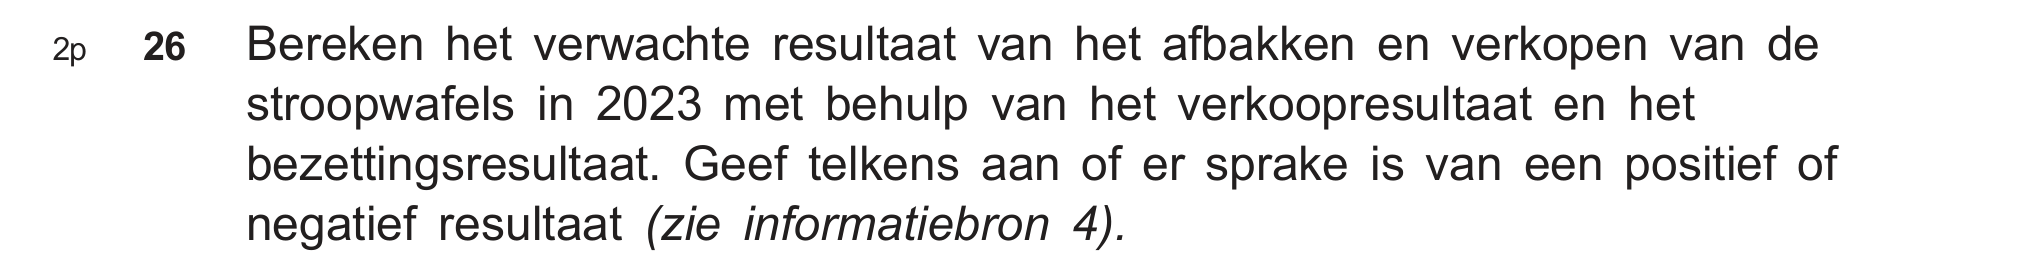 2p 26 Bereken het verwachte resultaat van het afbakken en verkopen van de
stroopwafels in 2023 met behulp van het verkoopresultaat en het
bezettingsresultaat. Geef telkens aan of er sprake is van een positief of
negatief resultaat (zie informatiebron 4).